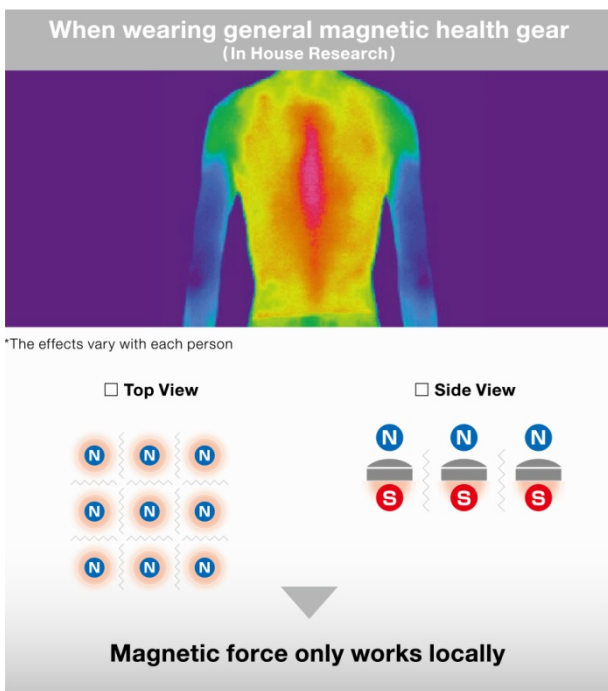 When wearing general magnetic health gear
(In House Research)
*The effects vary with each person
☐ Top View
☐ Side View
N N N
N N N
S S S
N N N
N N N
Magnetic force only works locally